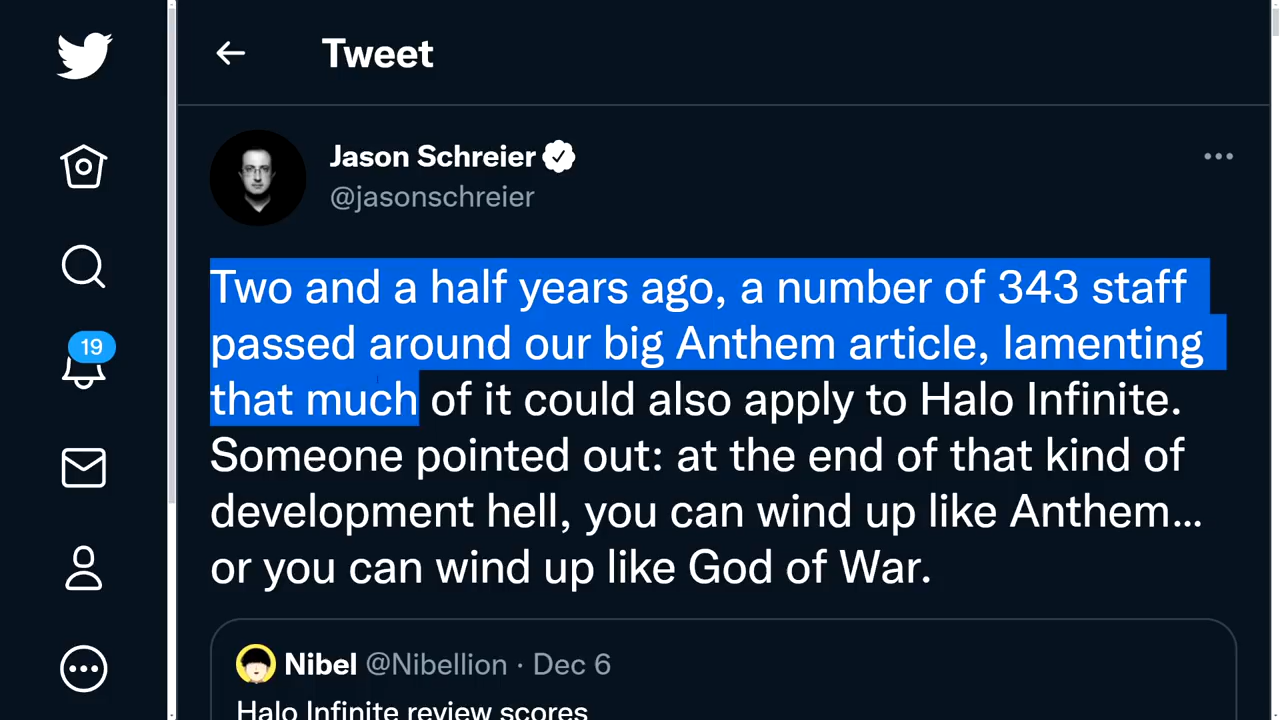 Tweet
Jason Schreier
@jasonschreier
Two and a half years ago, a number of 343 staff
passed around our big Anthem article, lamenting
that much of it could also apply to Halo Infinite.
Someone pointed out: at the end of that kind of
development hell, you can wind up like Anthem…
or you can wind up like God of War.
19
Nibel @Nibellion · Dec 6
Halo Infinite review scores